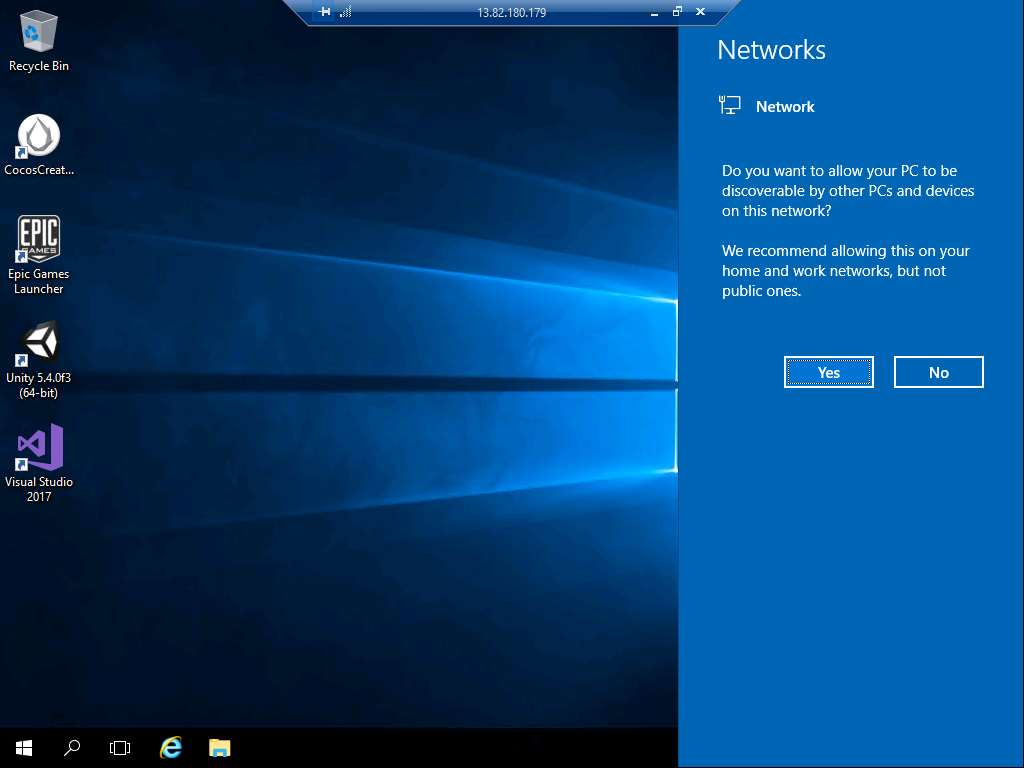 13.82.180.179
Recycle Bin
CocosCreat...
EPIC
GAMES
Epic Games
Launcher
Unity 5.4.0f3
(64-bit)
Visual Studio
2017
Networks
Network
Do you want to allow your PC to be
discoverable by other PCs and devices
on this network?
We recommend allowing this on your
home and work networks, but not
public ones.
Yes No